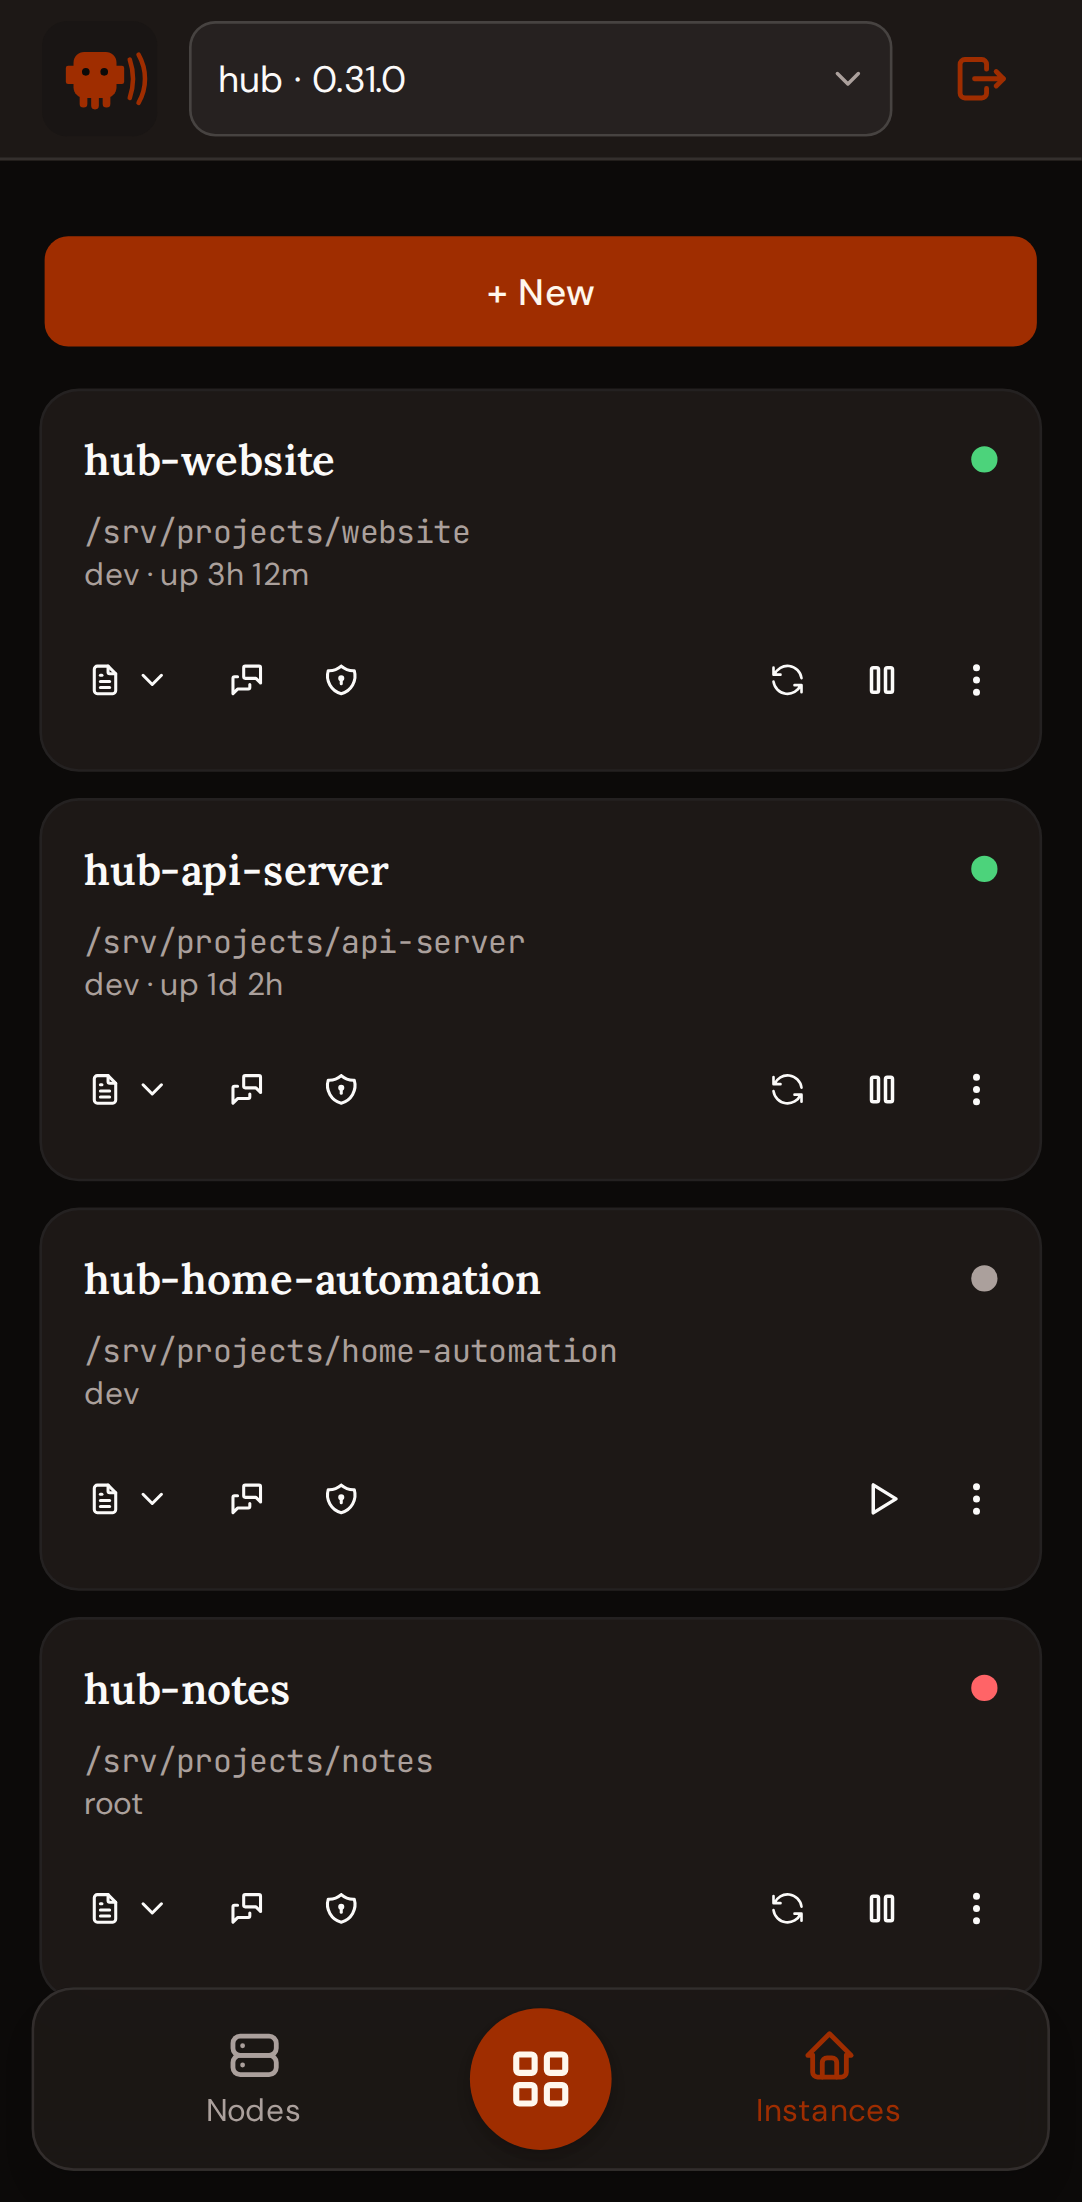 hub · 0.31.0
+ New
hub-website
/srv/projects/website
dev · up 3h 12m
hub-api-server
/srv/projects/api-server
dev · up 1d 2h
hub-home-automation
/srv/projects/home-automation
dev
hub-notes
/srv/projects/notes
root
Nodes
Instances